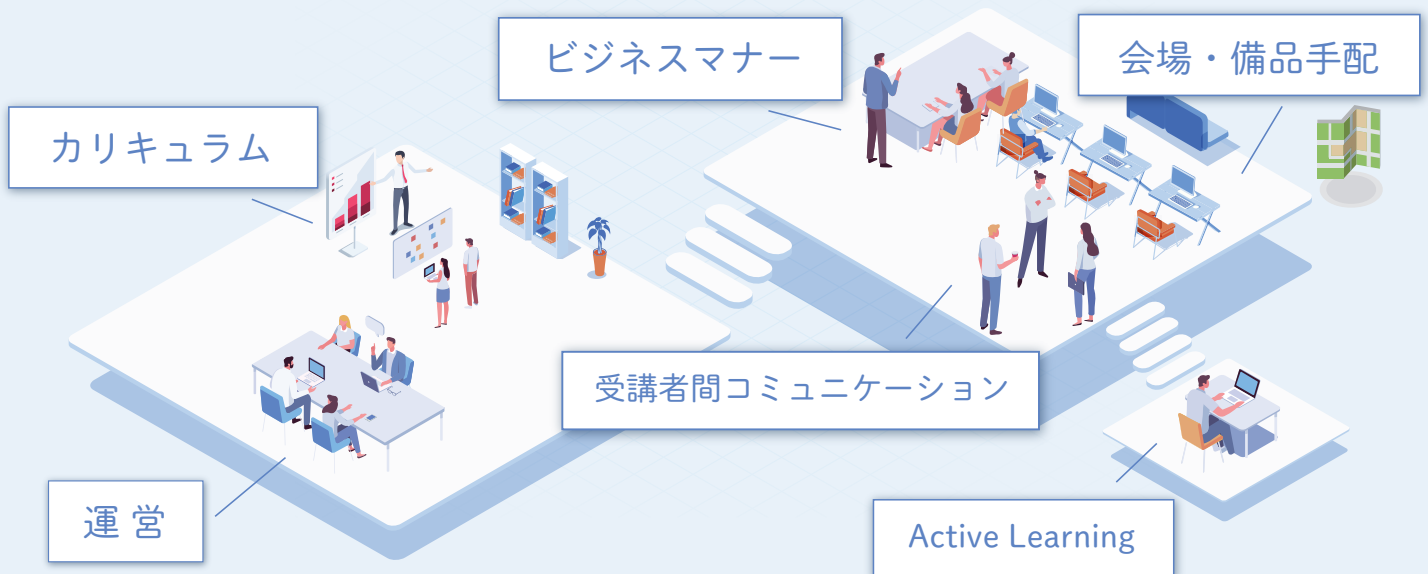 ビジネスマナー
会場・備品手配
カリキュラム
受講者間コミュニケーション
運 営
Active Learning